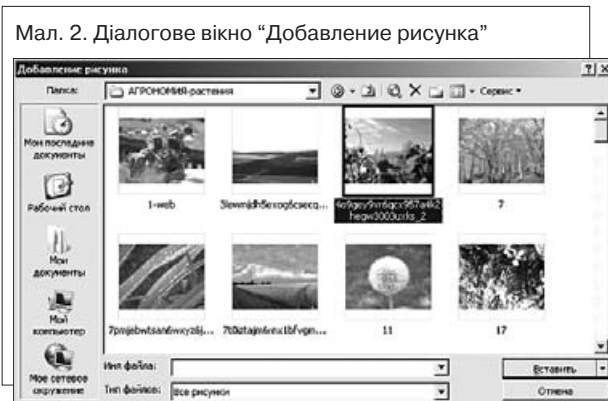 Мал. 2. Діалогове вікно “Добавление рисунка”
Добавление рисунка
Папка:
АГРОНОМИЯ-растения
Сервис
Мои последние документы
Рабочий стол
Мои документы
Мой компьютер
Мое сетевое окружение
1-web
7
11
17
Имя файла:
Вставить
Тип файлов:
Все рисунки
Отмена